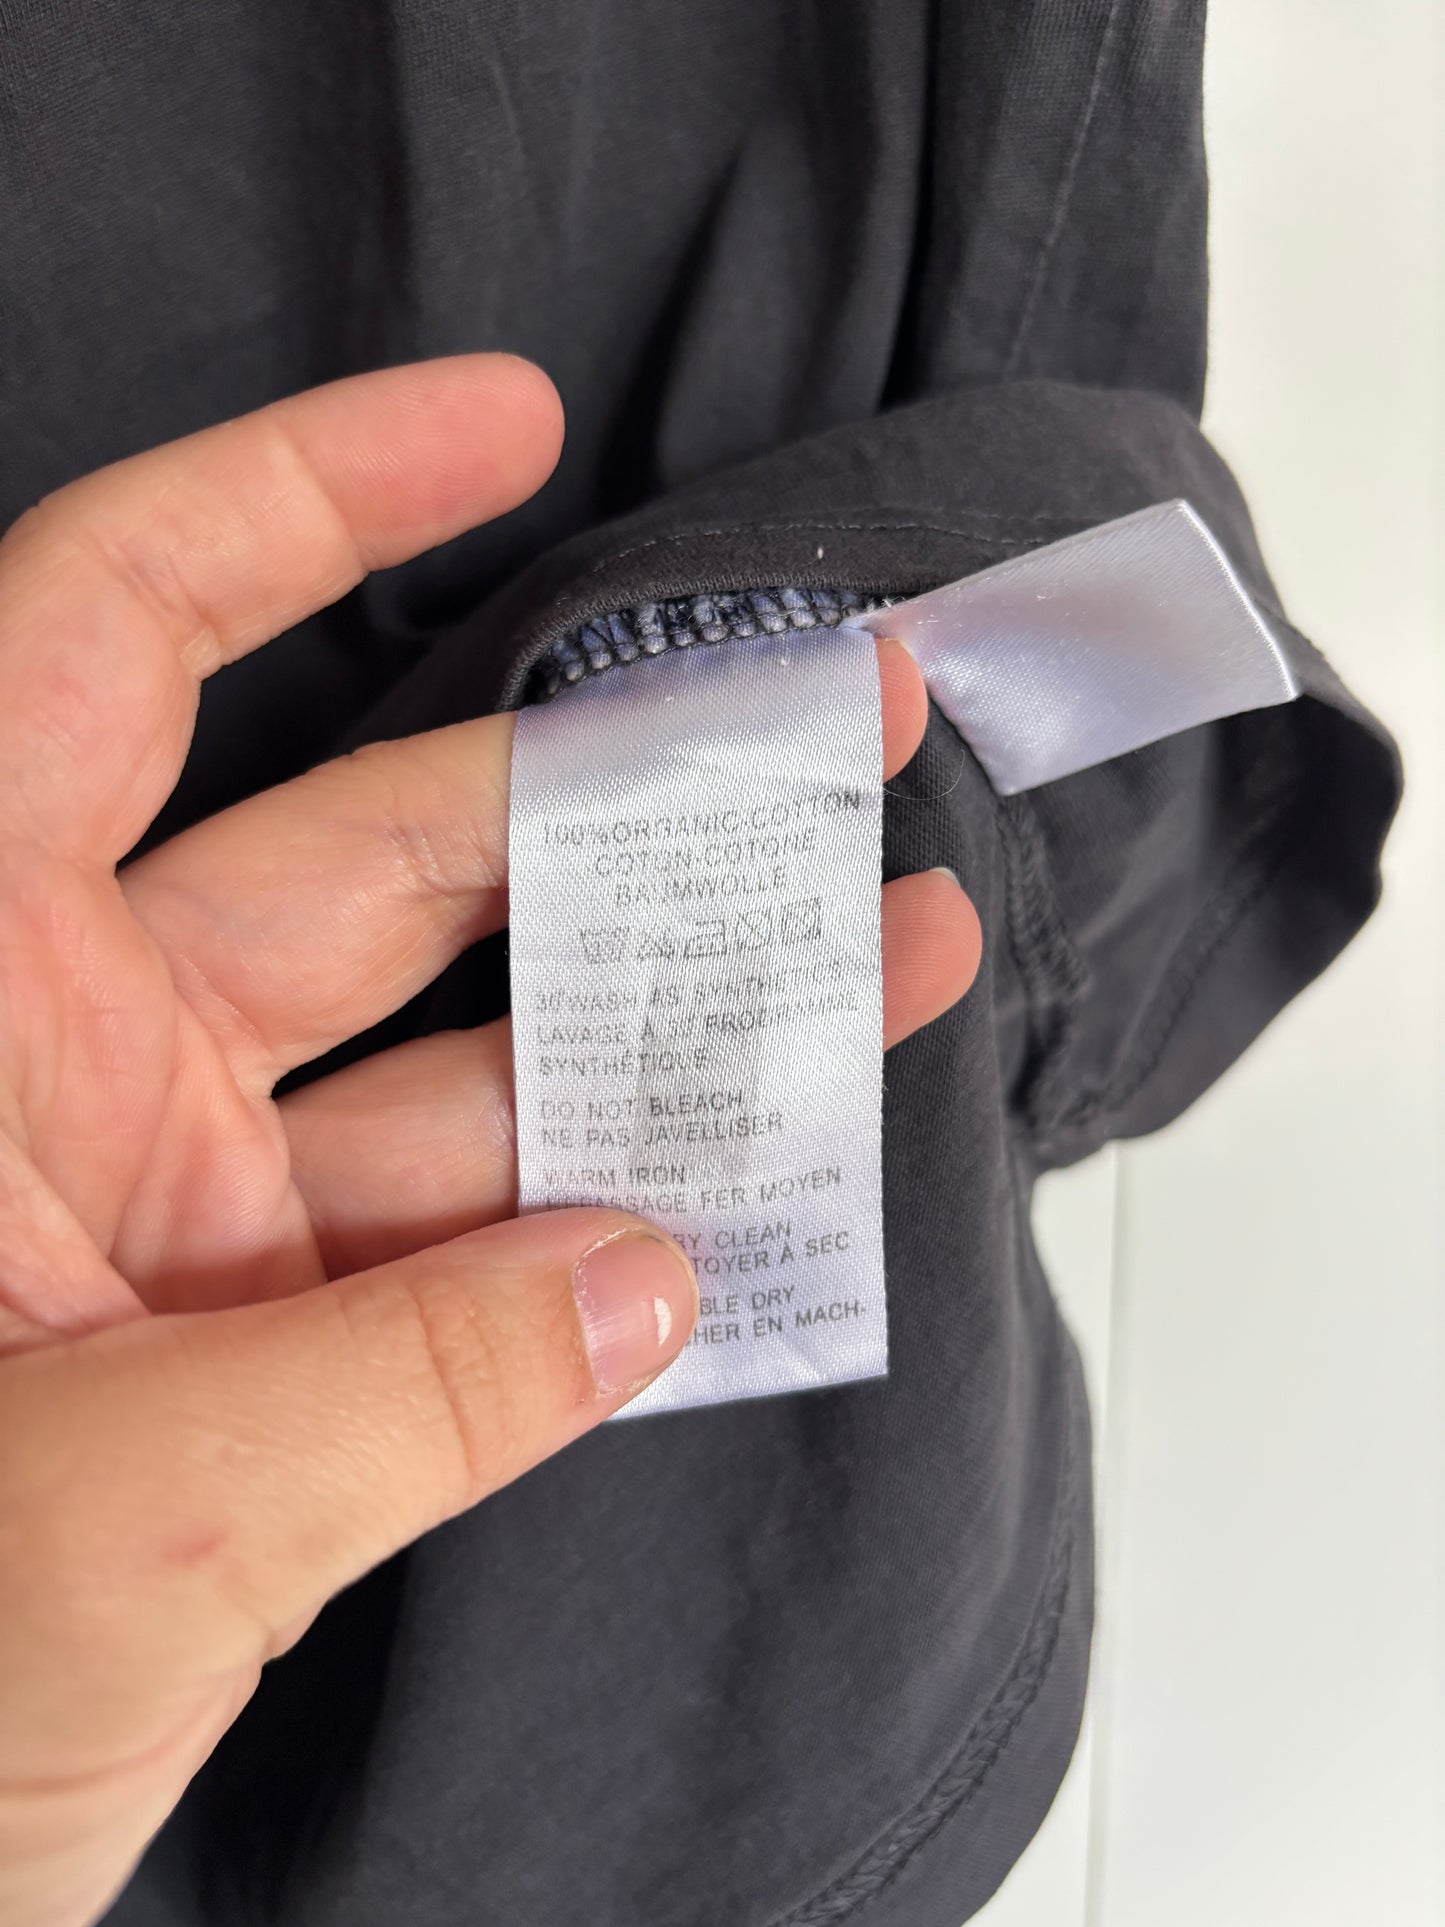 100% ORGANIC-COTTON
COTON-COTONE
BAUMWOLLE
30°WASH AS SYNTHETICS
LAVAGE À 30°PROGRAMME
SYNTHÉTIQUE
DO NOT BLEACH
NE PAS JAVELLISER
WARM IRON
REPASSAGE FER MOYEN
RY CLEAN
TOYER À SEC
BLE DRY
CHER EN MACH.